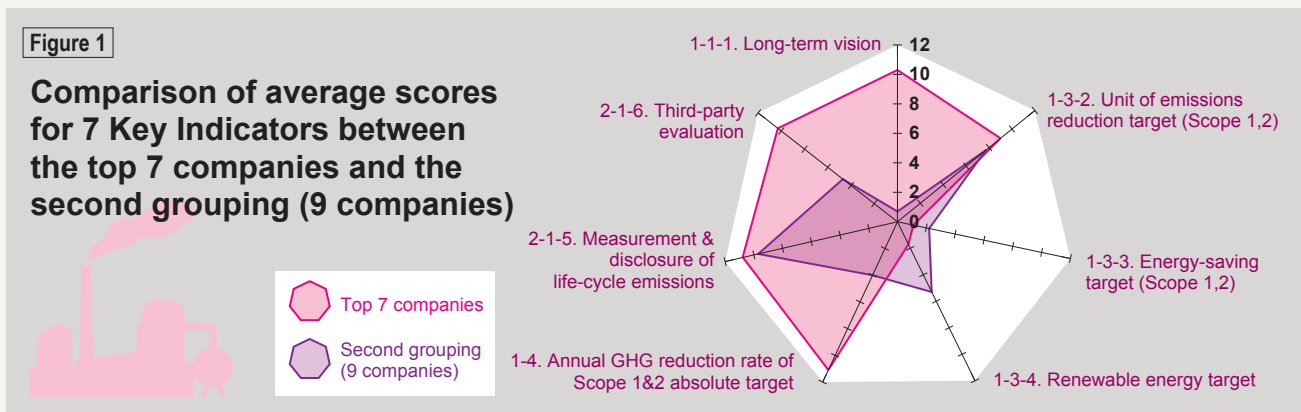 Figure 1
Comparison of average scores
for 7 Key Indicators between
the top 7 companies and the
second grouping (9 companies)
Top 7 companies
Second grouping
(9 companies)
1-1-1. Long-term vision
12
10
8
6
4
2
0
1-3-2. Unit of emissions
reduction target (Scope 1,2)
1-3-3. Energy-saving
target (Scope 1,2)
1-3-4. Renewable energy target
1-4. Annual GHG reduction rate of
Scope 1&2 absolute target
2-1-5. Measurement &
disclosure of
life-cycle emissions
2-1-6. Third-party
evaluation